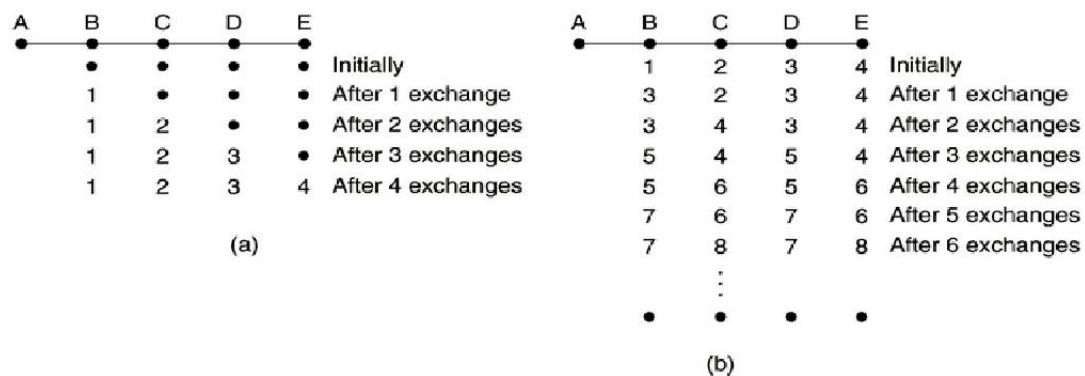 A B C D E
Initially
1 After 1 exchange
1 2 After 2 exchanges
1 2 3 After 3 exchanges
1 2 3 4 After 4 exchanges
(a)
A B C D E
1 2 3 4 Initially
3 2 3 4 After 1 exchange
3 4 3 4 After 2 exchanges
5 4 5 4 After 3 exchanges
5 6 5 6 After 4 exchanges
7 6 7 6 After 5 exchanges
7 8 7 8 After 6 exchanges
(b)